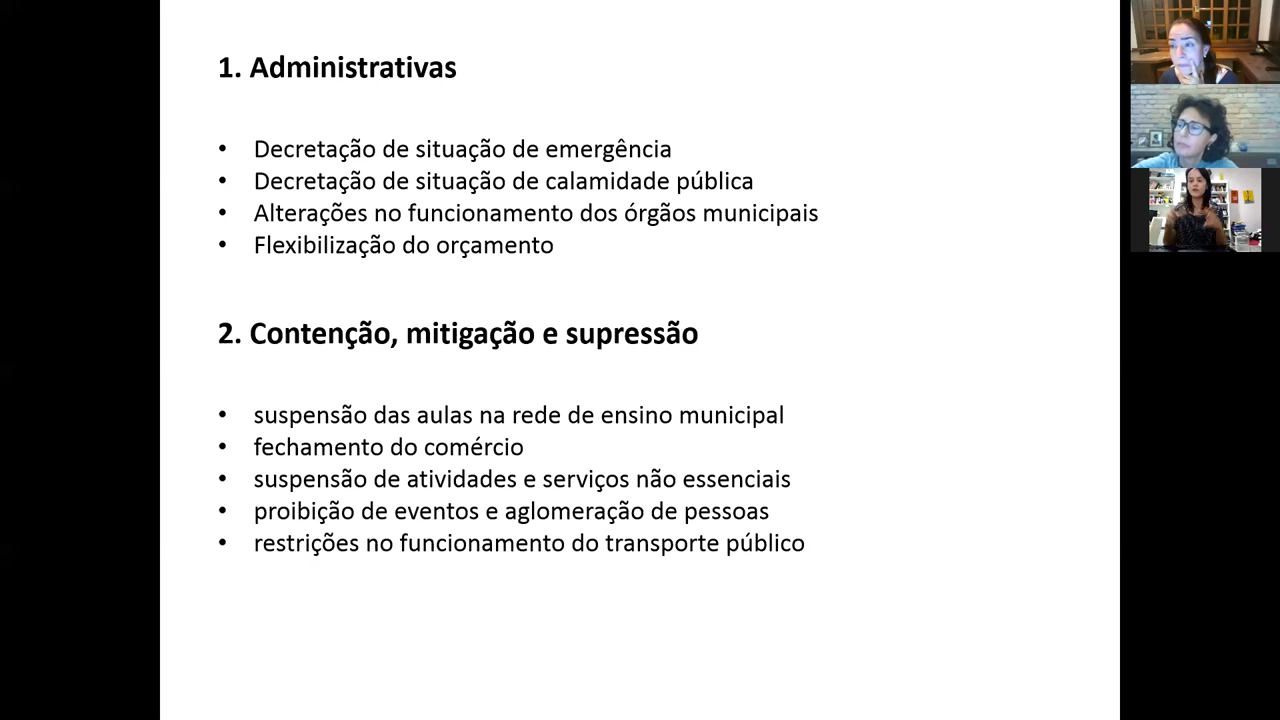 1. Administrativas
• Decretação de situação de emergência
• Decretação de situação de calamidade pública
• Alterações no funcionamento dos órgãos municipais
• Flexibilização do orçamento
2. Contenção, mitigação e supressão
• suspensão das aulas na rede de ensino municipal
• fechamento do comércio
• suspensão de atividades e serviços não essenciais
• proibição de eventos e aglomeração de pessoas
• restrições no funcionamento do transporte público